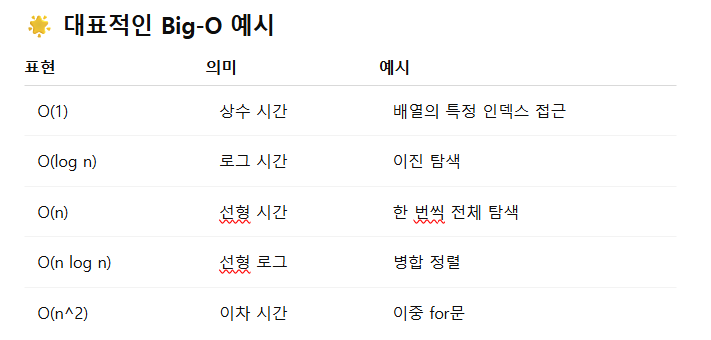 🌟 대표적인 Big-O 예시
표현 의미 예시
O(1) 상수 시간 배열의 특정 인덱스 접근
O(log n) 로그 시간 이진 탐색
O(n) 선형 시간 한 번씩 전체 탐색
O(n log n) 선형 로그 병합 정렬
O(n^2) 이차 시간 이중 for문